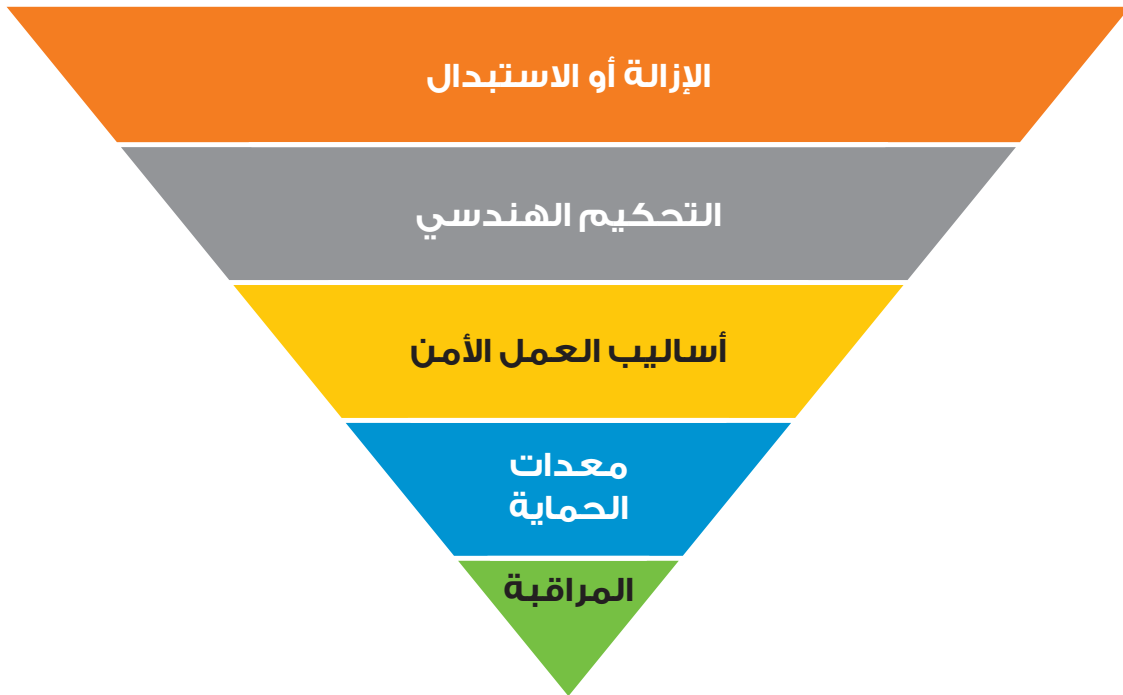 الإزالة أو الاستبدال
التحكيم الهندسي
أساليب العمل الأمن
معدات
الحماية
المراقبة